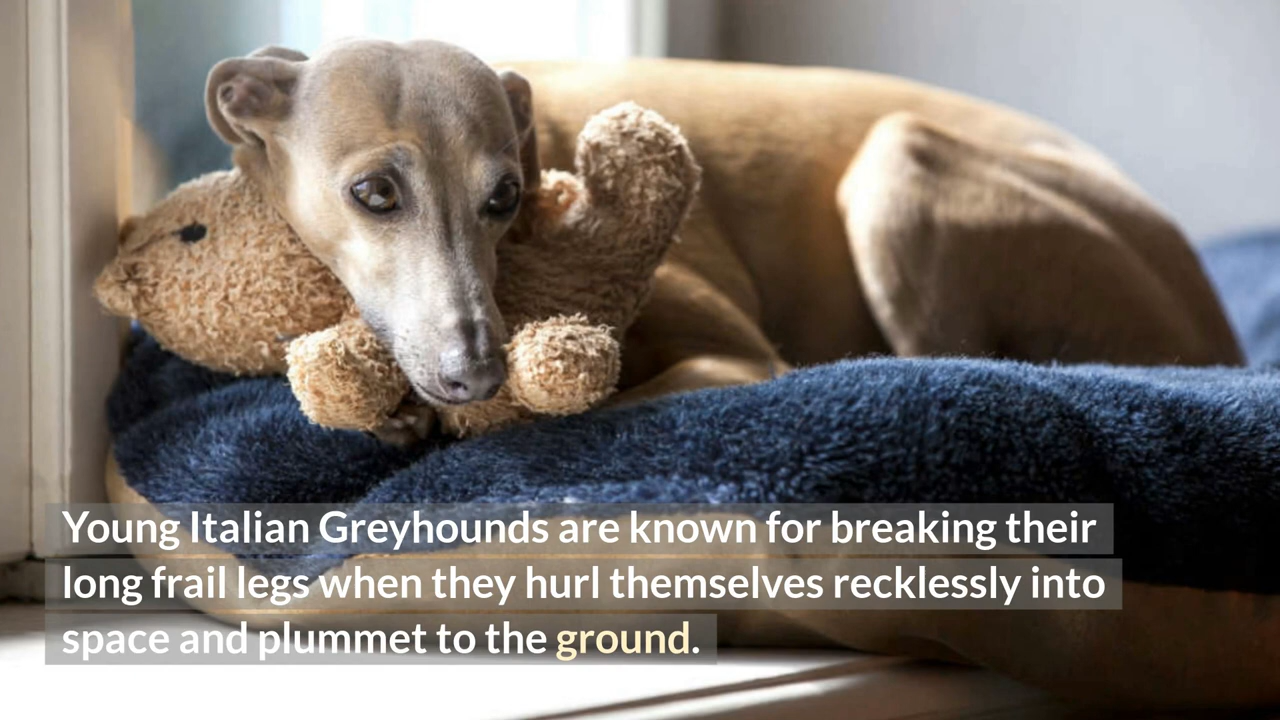 Young Italian Greyhounds are known for breaking their
long frail legs when they hurl themselves recklessly into
space and plummet to the ground.